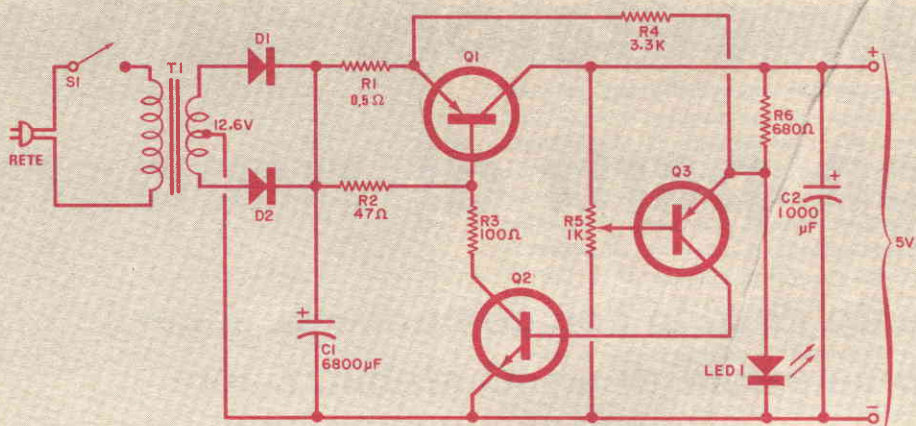 S1
RETE
T1
12.6V
D1
D2
R1
0,5Ω
R2
47Ω
+
C1
6800µF
Q1
R3
100Ω
Q2
R4
3.3K
R5
1K
Q3
R6
680Ω
LED 1
+
C2
1000
µF
+
5V
−